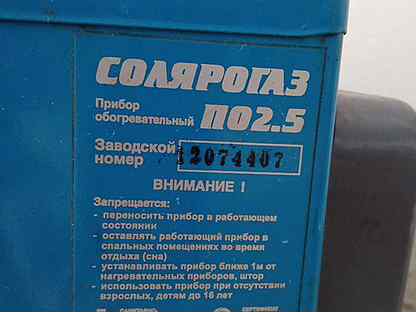 СОЛЯРОГАЗ
Прибор
обогревательный ПО2.5
Заводской
номер 12074407
ВНИМАНИЕ !
Запрещается:
- переносить прибор в работающем
состоянии
- оставлять работающий прибор в
спальных помещениях во время
отдыха (сна)
- устанавливать прибор ближе 1м от
нагревательных приборов, штор
- использовать прибор при отсутствии
взрослых, детям до 16 лет